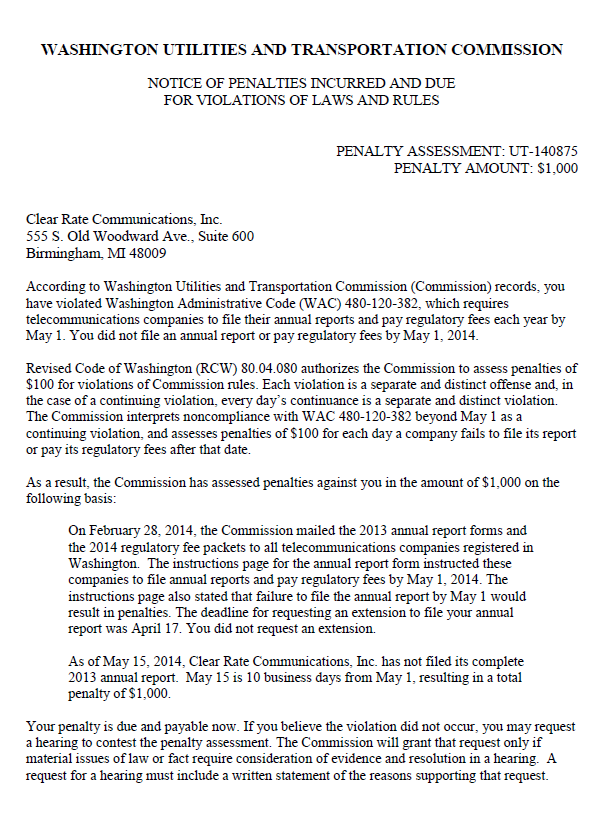 WASHINGTON UTILITIES AND TRANSPORTATION COMMISSION
NOTICE OF PENALTIES INCURRED AND DUE
FOR VIOLATIONS OF LAWS AND RULES
PENALTY ASSESSMENT: UT-140875
PENALTY AMOUNT: $1,000
Clear Rate Communications, Inc.
555 S. Old Woodward Ave., Suite 600
Birmingham, MI 48009
According to Washington Utilities and Transportation Commission (Commission) records, you
have violated Washington Administrative Code (WAC) 480-120-382, which requires
telecommunications companies to file their annual reports and pay regulatory fees each year by
May 1. You did not file an annual report or pay regulatory fees by May 1, 2014.
Revised Code of Washington (RCW) 80.04.080 authorizes the Commission to assess penalties of
$100 for violations of Commission rules. Each violation is a separate and distinct offense and, in
the case of a continuing violation, every day's continuance is a separate and distinct violation.
The Commission interprets noncompliance with WAC 480-120-382 beyond May 1 as a
continuing violation, and assesses penalties of $100 for each day a company fails to file its report
or pay its regulatory fees after that date.
As a result, the Commission has assessed penalties against you in the amount of $1,000 on the
following basis:
On February 28, 2014, the Commission mailed the 2013 annual report forms and
the 2014 regulatory fee packets to all telecommunications companies registered in
Washington. The instructions page for the annual report form instructed these
companies to file annual reports and pay regulatory fees by May 1, 2014. The
instructions page also stated that failure to file the annual report by May 1 would
result in penalties. The deadline for requesting an extension to file your annual
report was April 17. You did not request an extension.
As of May 15, 2014, Clear Rate Communications, Inc. has not filed its complete
2013 annual report. May 15 is 10 business days from May 1, resulting in a total
penalty of $1,000.
Your penalty is due and payable now. If you believe the violation did not occur, you may request
a hearing to contest the penalty assessment. The Commission will grant that request only if
material issues of law or fact require consideration of evidence and resolution in a hearing. A
request for a hearing must include a written statement of the reasons supporting that request.